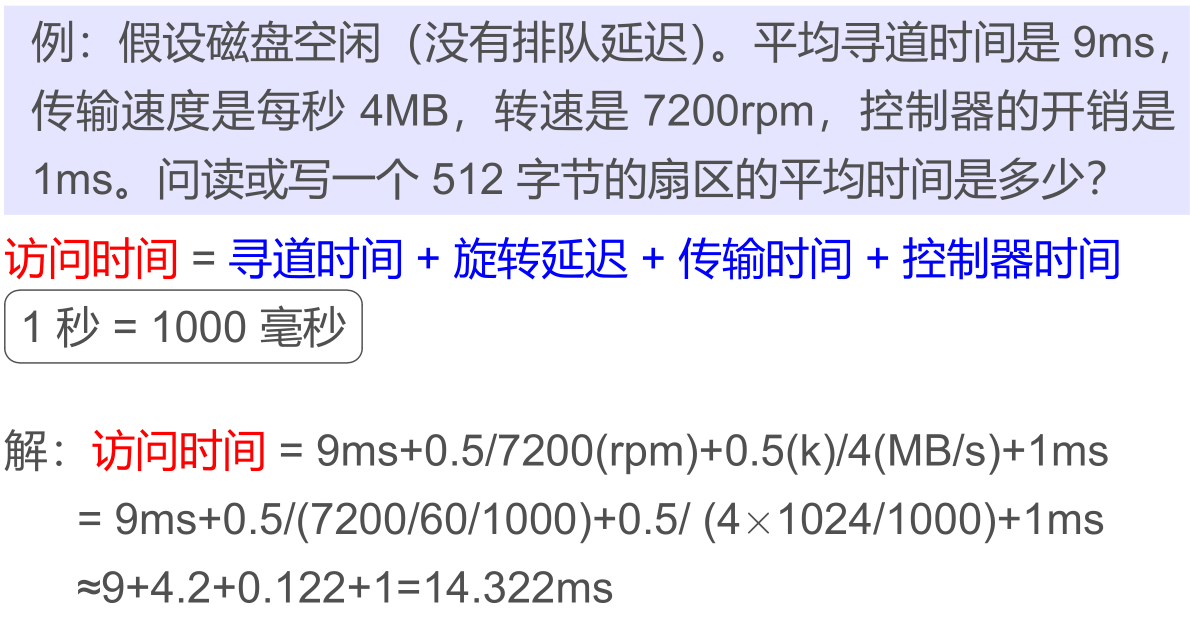 例：假设磁盘空闲（没有排队延迟）。平均寻道时间是 9ms，
传输速度是每秒 4MB，转速是 7200rpm，控制器的开销是
1ms。问读或写一个 512 字节的扇区的平均时间是多少？
访问时间 = 寻道时间 + 旋转延迟 + 传输时间 + 控制器时间
1 秒 = 1000 毫秒
解：访问时间 = 9ms+0.5/7200(rpm)+0.5(k)/4(MB/s)+1ms
= 9ms+0.5/(7200/60/1000)+0.5/ (4×1024/1000)+1ms
≈9+4.2+0.122+1=14.322ms